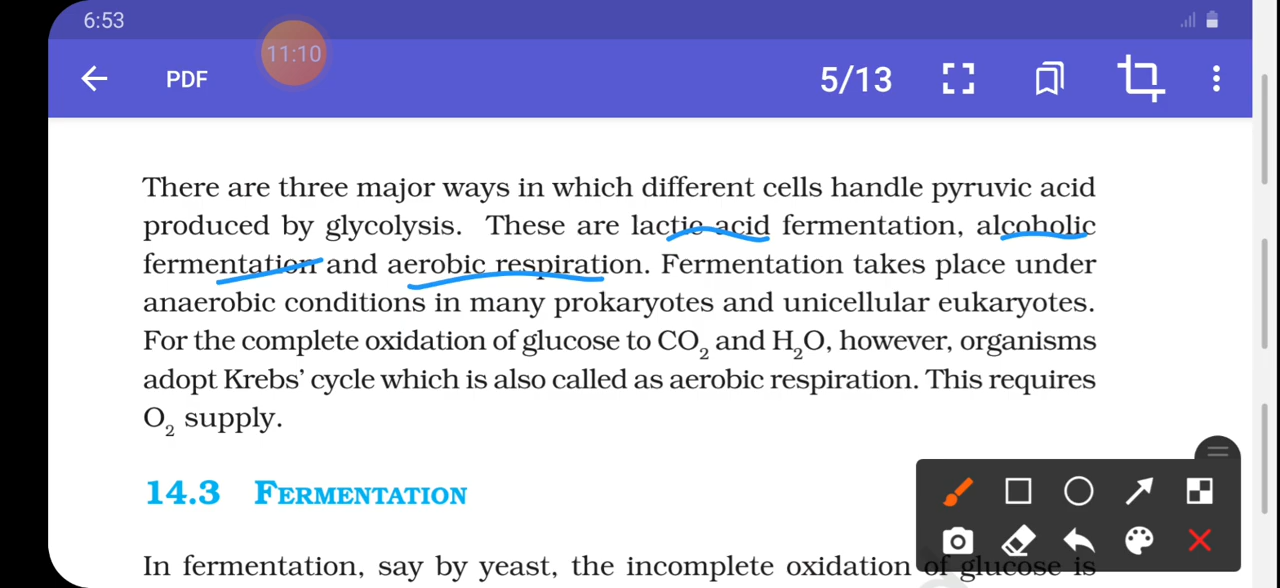 6:53
11:10
PDF
5/13
There are three major ways in which different cells handle pyruvic acid
produced by glycolysis. These are lactic acid fermentation, alcoholic
fermentation and aerobic respiration. Fermentation takes place under
anaerobic conditions in many prokaryotes and unicellular eukaryotes.
For the complete oxidation of glucose to CO₂ and H₂O, however, organisms
adopt Krebs’ cycle which is also called as aerobic respiration. This requires
O₂ supply.
14.3 FERMENTATION
In fermentation, say by yeast, the incomplete oxidation of glucose is